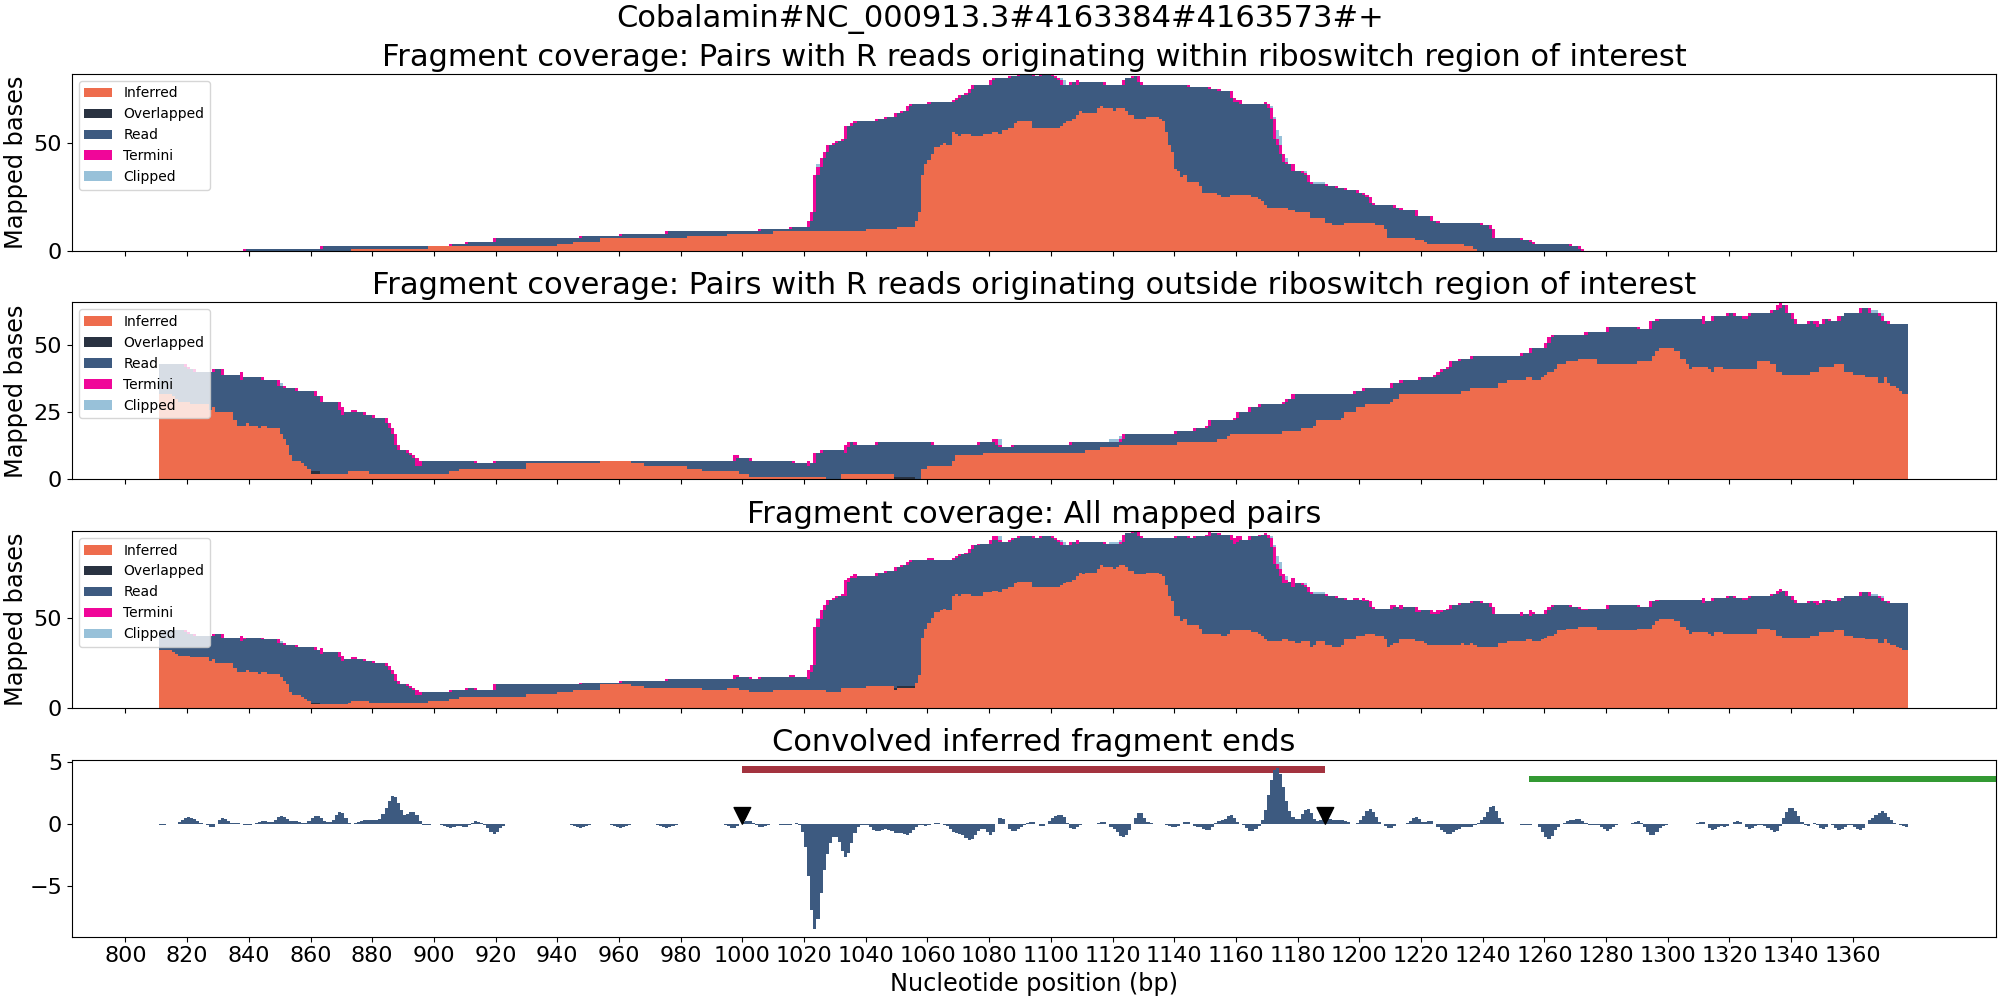 Cobalamin#NC_000913.3#4163384#4163573#+
Fragment coverage: Pairs with R reads originating within riboswitch region of interest
Mapped bases
50
0
Inferred
Overlapped
Read
Termini
Clipped
Fragment coverage: Pairs with R reads originating outside riboswitch region of interest
Mapped bases
50
25
0
Inferred
Overlapped
Read
Termini
Clipped
Fragment coverage: All mapped pairs
Mapped bases
50
0
Inferred
Overlapped
Read
Termini
Clipped
Convolved inferred fragment ends
5
0
−5
800 820 840 860 880 900 920 940 960 980 1000 1020 1040 1060 1080 1100 1120 1140 1160 1180 1200 1220 1240 1260 1280 1300 1320 1340 1360
Nucleotide position (bp)